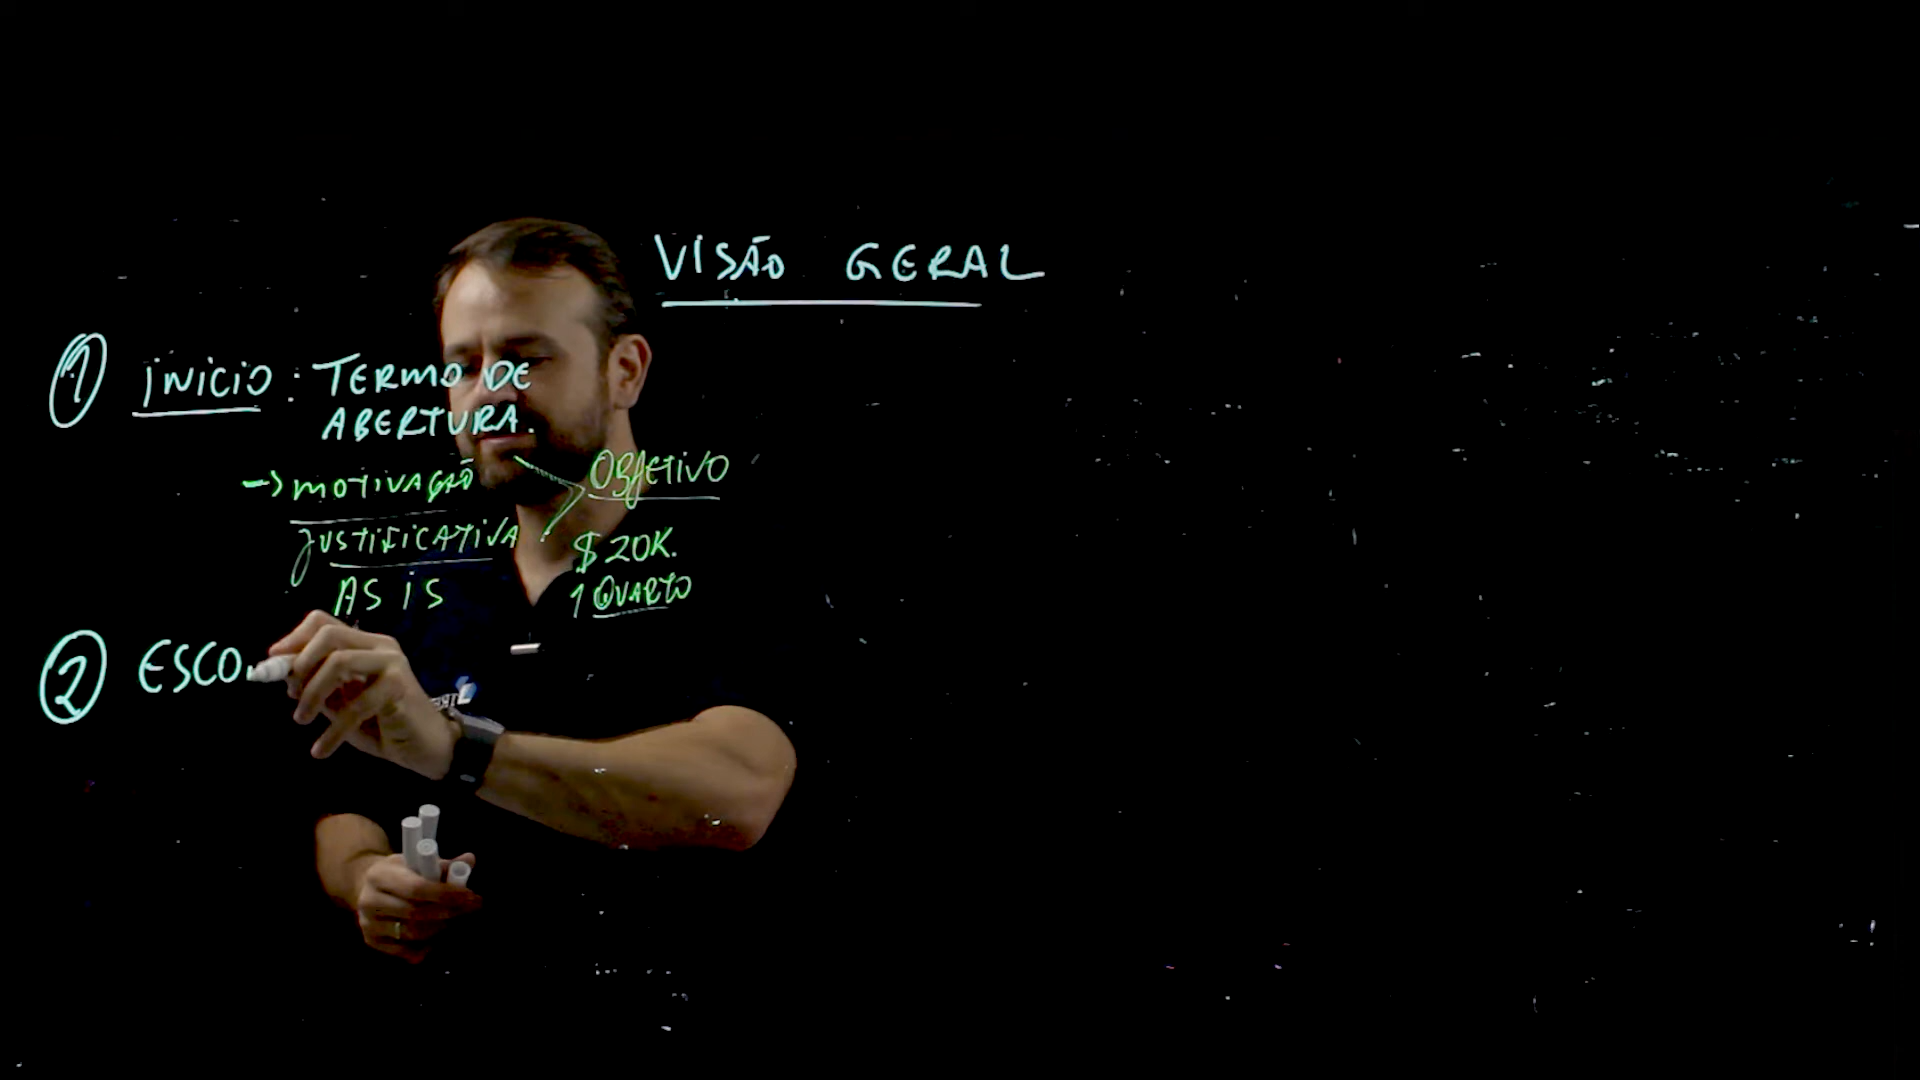 VISÃO GERAL
1 INICIO: TERMO DE
ABERTURA.
→ MOTIVAÇÃO
JUSTIFICATIVA
AS IS
OBJETIVO
$ 20K.
1 QUARTO
2 ESCO